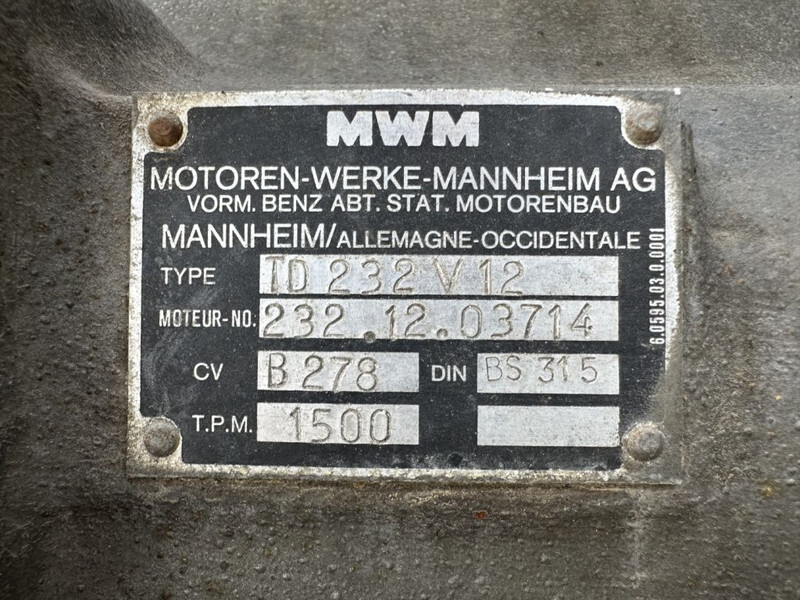 MWM
MOTOREN-WERKE-MANNHEIM AG
VORM. BENZ ABT. STAT. MOTORENBAU
MANNHEIM/ALLEMAGNE-OCCIDENTALE
TYPE TD 232 V 12
MOTEUR-NO: 232.12.03714
CV B 278 DIN BS 315
T.P.M. 1500
6.0595.03.0.0001